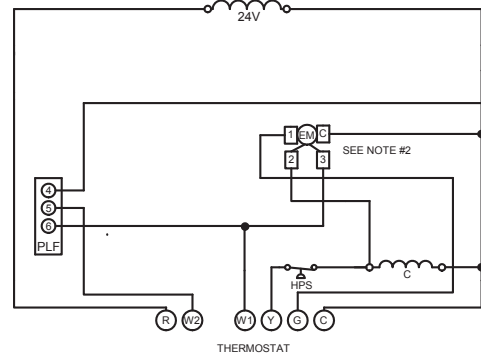 24V
1 EM C
SEE NOTE #2
2 3
4
5
6
PLF
C
HPS
R W2 W1 Y G C
THERMOSTAT